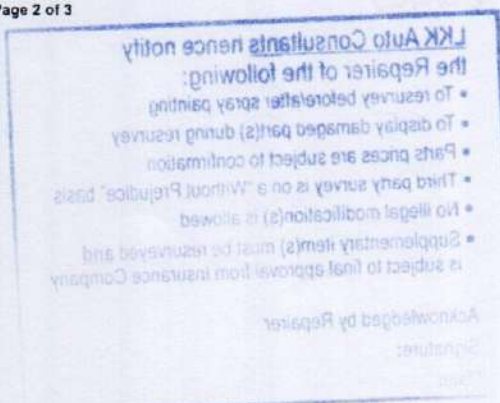 Page 2 of 3
LKK Auto Consultants hence notify
the Repairer of the following:
• To resurvey before/after spray painting
• To display damaged part(s) during resurvey
• Parts prices are subject to confirmation
• Third party survey is on a "Without Prejudice" basis
• No illegal modification(s) is allowed
• Supplementary item(s) must be resurveyed and
is subject to final approval from Insurance Company
Acknowledged by Repairer
Signature: